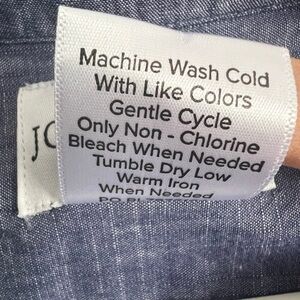 Machine Wash Cold
With Like Colors
Gentle Cycle
Only Non - Chlorine
Bleach When Needed
Tumble Dry Low
Warm Iron
When Needed
JC